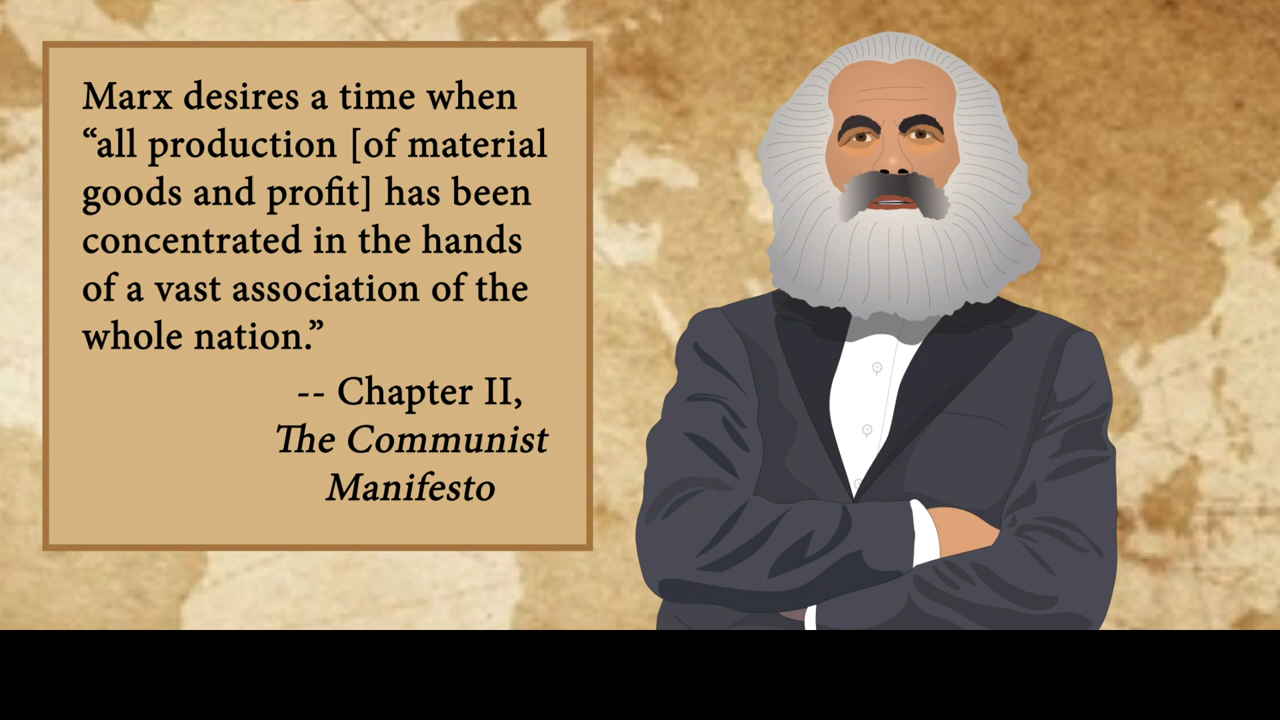 Marx desires a time when
“all production [of material
goods and profit] has been
concentrated in the hands
of a vast association of the
whole nation.”
-- Chapter II,
The Communist
Manifesto